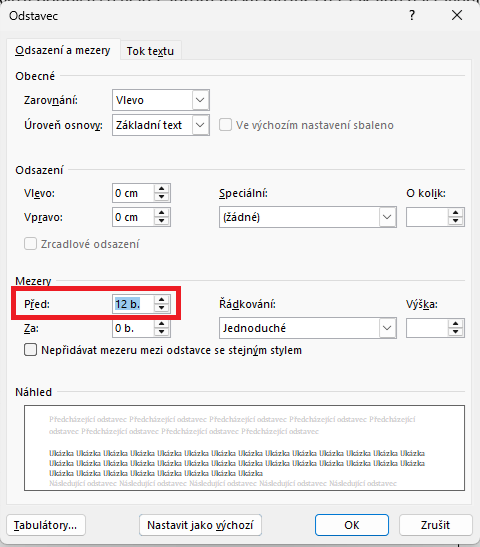 Odstavec ? ✕
Odsazení a mezery Tok textu
Obecné
Zarovnání: Vlevo
Úroveň osnovy: Základní text Ve výchozím nastavení sbaleno
Odsazení
Vlevo: 0 cm Speciální: O kolik:
Vpravo: 0 cm (žádné)
Zrcadlové odsazení
Mezery
Před: 12 b. Řádkování: Výška:
Za: 0 b. Jednoduché
Nepřidávat mezeru mezi odstavce se stejným stylem
Náhled
Předcházející odstavec Předcházející odstavec Předcházející odstavec Předcházející
odstavec Předcházející odstavec Předcházející odstavec Předcházející odstavec
Ukázka Ukázka Ukázka Ukázka Ukázka Ukázka Ukázka Ukázka Ukázka Ukázka Ukázka Ukázka Ukázka Ukázka
Ukázka Ukázka Ukázka Ukázka Ukázka Ukázka Ukázka Ukázka Ukázka Ukázka Ukázka Ukázka Ukázka Ukázka
Ukázka Ukázka Ukázka Ukázka Ukázka Ukázka Ukázka Ukázka
Následující odstavec Následující odstavec Následující odstavec Následující odstavec
Tabulátory... Nastavit jako výchozí OK Zrušit